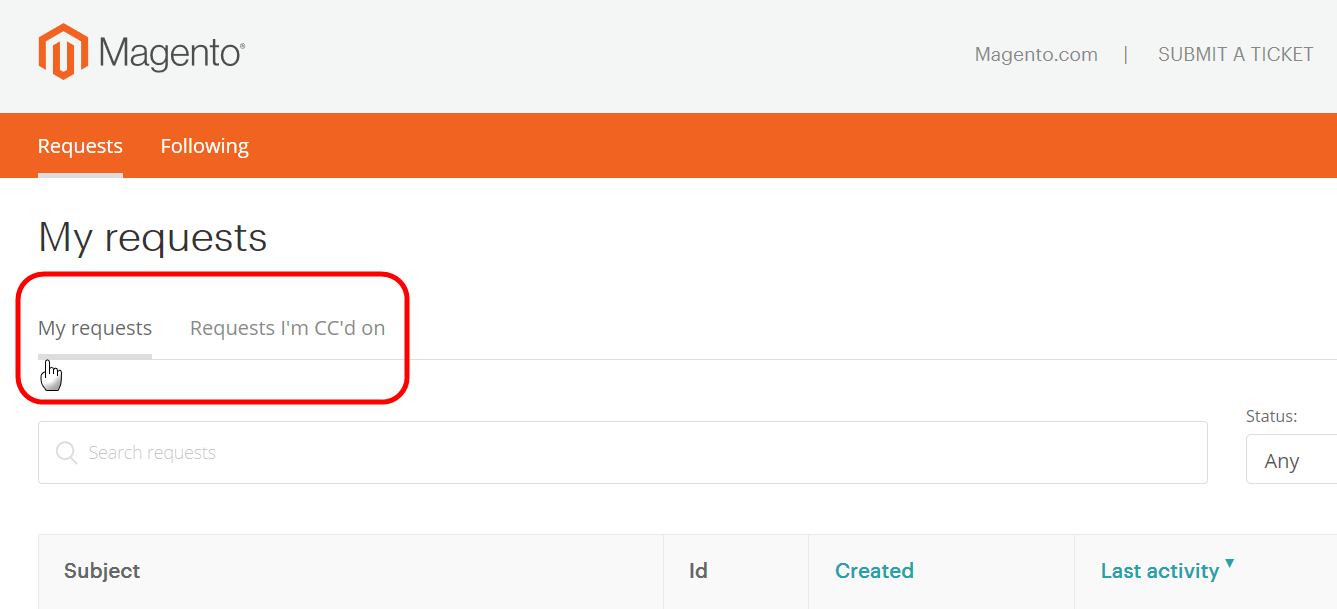 Magento®
Magento.com | SUBMIT A TICKET
Requests Following
My requests
My requests Requests I'm CC'd on
Status:
Search requests
Any
Subject Id Created Last activity ▼